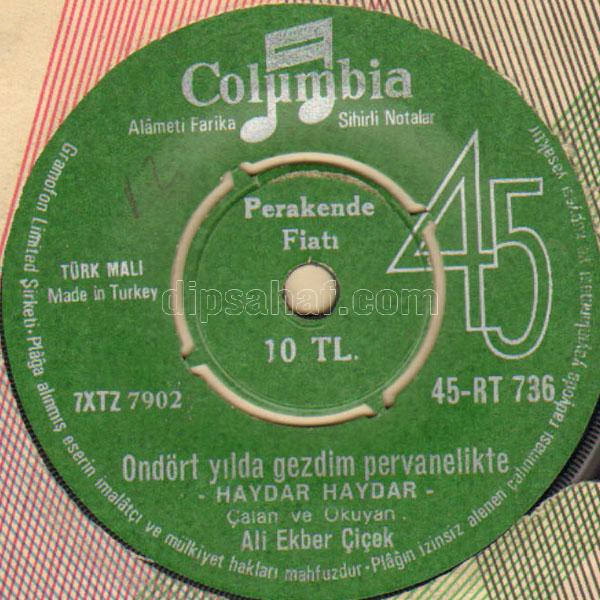 Columbia
Alâmeti Farika Sihirli Notalar
45
Perakende
Fiatı
10 TL.
TÜRK MALI
Made in Turkey
7XTZ 7902
45-RT 736
Ondört yılda gezdim pervanelikte
- HAYDAR HAYDAR -
Çalan ve Okuyan :
Ali Ekber Çiçek
Gramofon Limited Şirketi· Plâğa alınmış eserin imalâtçı ve mülkiyet hakları mahfuzdur·Plâğın izinsiz alenen çalınması radyoda yayınlanması ve
yasaktır
dipsahaf.com
12